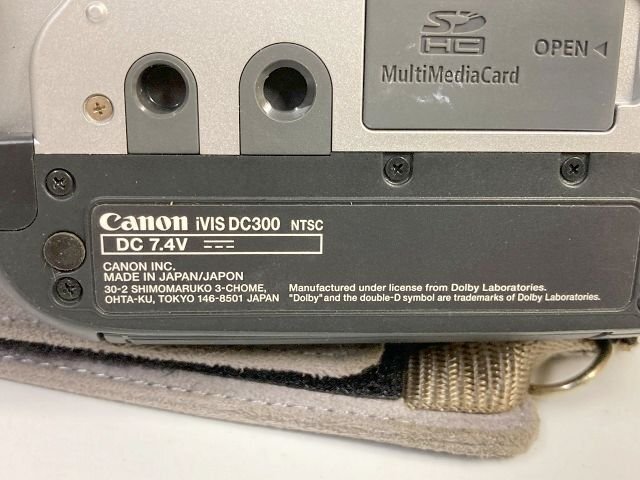 SD
HC
MultiMediaCard
OPEN ◀
Canon iVIS DC300 NTSC
DC 7.4V ⎓
CANON INC.
MADE IN JAPAN/JAPON
30-2 SHIMOMARUKO 3-CHOME,
OHTA-KU, TOKYO 146-8501 JAPAN
Manufactured under license from Dolby Laboratories.
"Dolby" and the double-D symbol are trademarks of Dolby Laboratories.